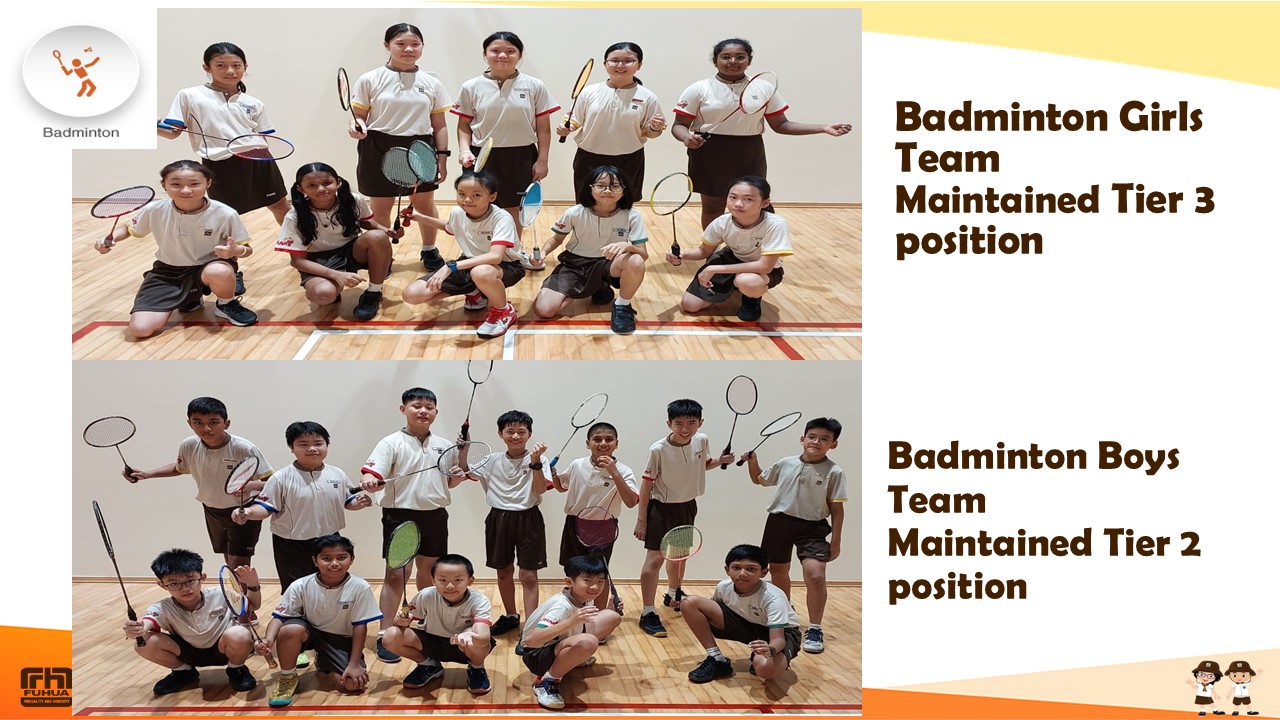 Badminton
Badminton Girls
Team
Maintained Tier 3
position
Badminton Boys
Team
Maintained Tier 2
position
FUHUA